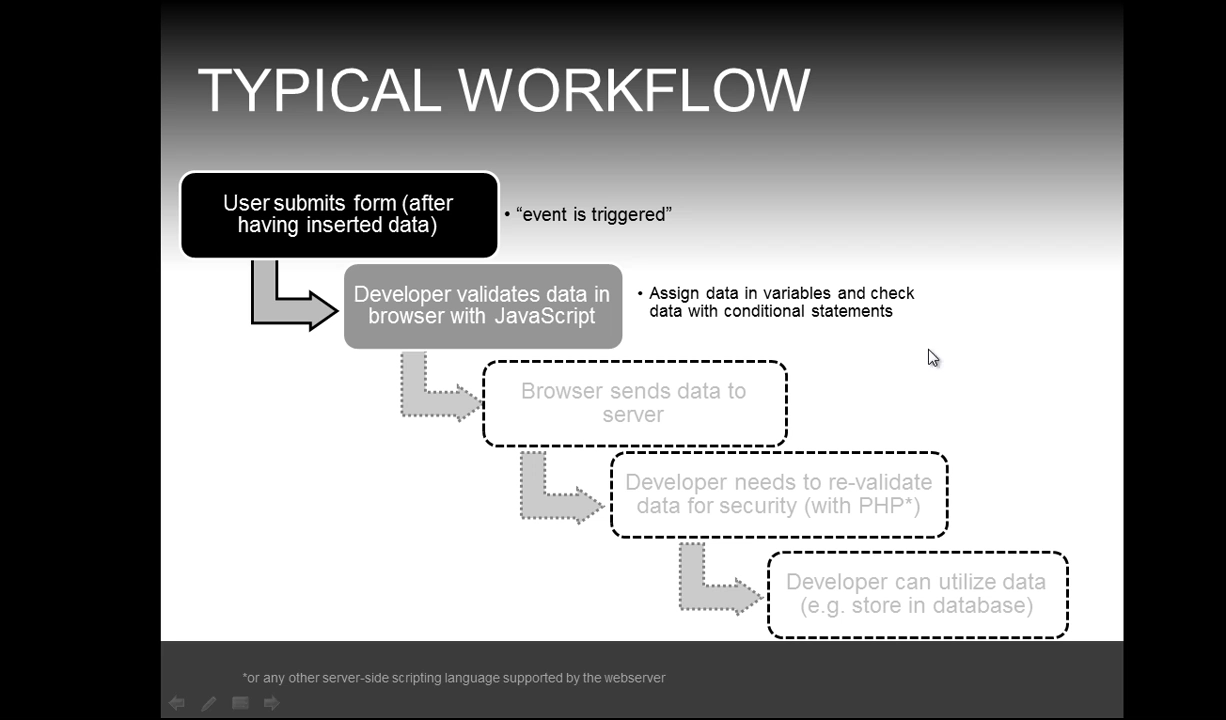 TYPICAL WORKFLOW
User submits form (after
having inserted data)
• “event is triggered”
Developer validates data in
browser with JavaScript
• Assign data in variables and check
data with conditional statements
Browser sends data to
server
Developer needs to re-validate
data for security (with PHP*)
Developer can utilize data
(e.g. store in database)
*or any other server-side scripting language supported by the webserver